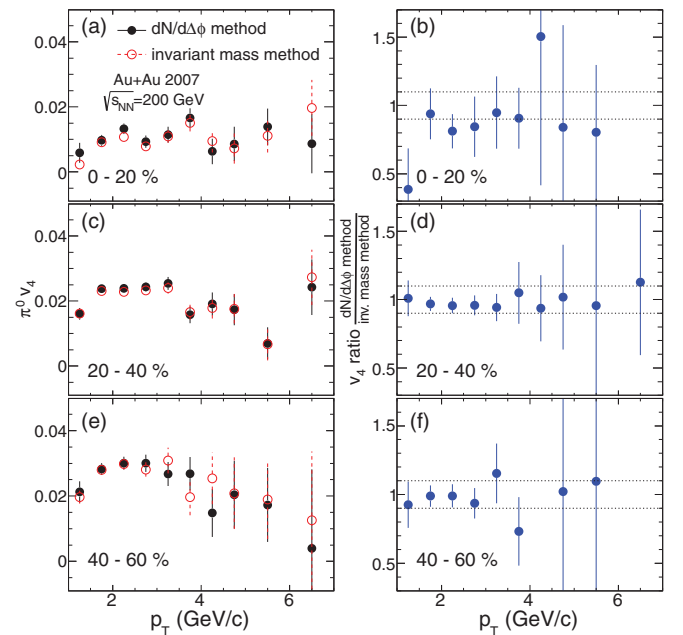 (a)
dN/dΔϕ method
invariant mass method
Au+Au 2007
√sNN=200 GeV
0.04
0.02
0
0 - 20 %
(b)
1.5
1
0.5
0 - 20 %
(c)
0.04
0.02
0
20 - 40 %
π0 v4
(d)
1.5
1
0.5
20 - 40 %
v4 ratio dN/dΔϕ method
inv. mass method
(e)
0.04
0.02
0
40 - 60 %
2 4 6
pT (GeV/c)
(f)
1.5
1
0.5
40 - 60 %
2 4 6
pT (GeV/c)